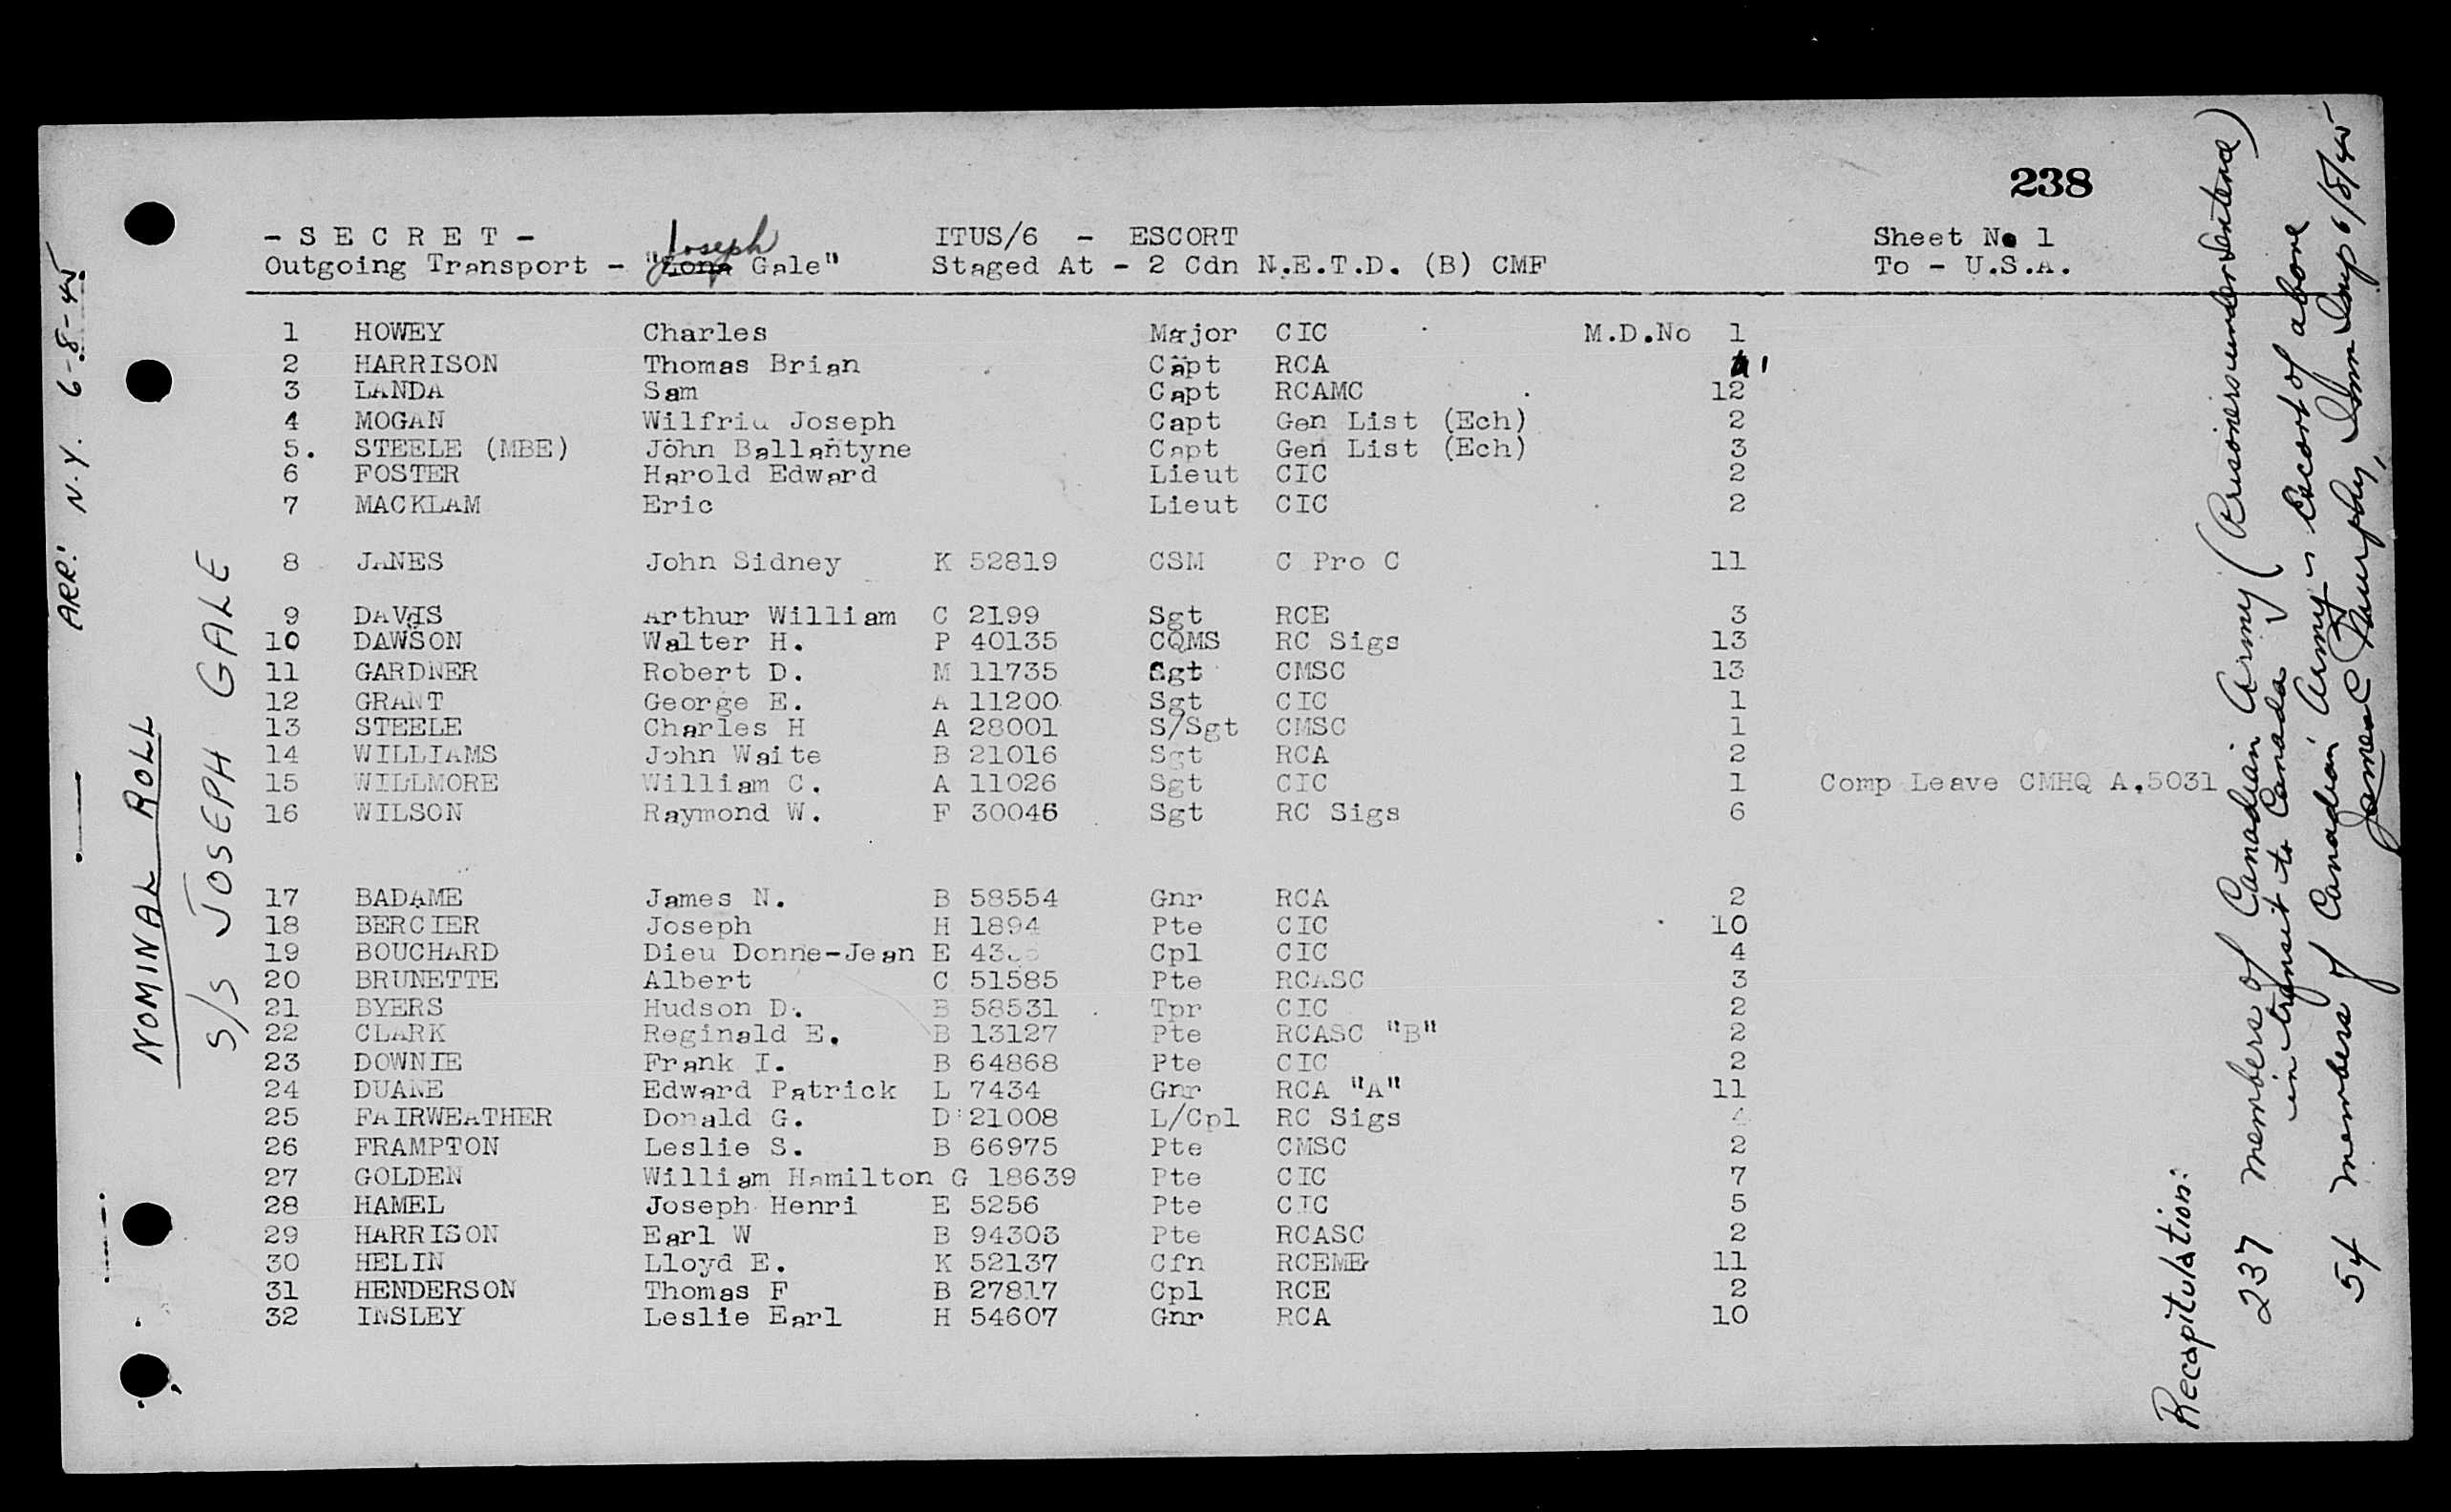 238
- S E C R E T - ITUS/6 - ESCORT Sheet No 1
Joseph
Outgoing Transport - "Zona Gale" Staged At - 2 Cdn N.E.T.D. (B) CMF To - U.S.A.
1 HOWEY Charles Major CIC M.D.No 1
2 HARRISON Thomas Brian Capt RCA 1
3 LANDA Sam Capt RCAMC 12
4 MOGAN Wilfrid Joseph Capt Gen List (Ech) 2
5. STEELE (MBE) John Ballantyne Capt Gen List (Ech) 3
6 FOSTER Harold Edward Lieut CIC 2
7 MACKLAM Eric Lieut CIC 2
8 JANES John Sidney K 52819 CSM C Pro C 11
9 DAVIS Arthur William C 2199 Sgt RCE 3
10 DAWSON Walter H. P 40135 CQMS RC Sigs 13
11 GARDNER Robert D. M 11735 Sgt CMSC 13
12 GRANT George E. A 11200 Sgt CIC 1
13 STEELE Charles H A 28001 S/Sgt CMSC 1
14 WILLIAMS John Waite B 21016 Sgt RCA 2
15 WILLMORE William C. A 11026 Sgt CIC 1 Comp Leave CMHQ A.5031
16 WILSON Raymond W. F 30046 Sgt RC Sigs 6
17 BADAME James N. B 58554 Gnr RCA 2
18 BERCIER Joseph H 1894 Pte CIC 10
19 BOUCHARD Dieu Donne-Jean E Cpl CIC 4
20 BRUNETTE Albert C 51585 Pte RCASC 3
21 BYERS Hudson D. B 58531 Tpr CIC 2
22 CLARK Reginald E. B 13127 Pte RCASC "B" 2
23 DOWNIE Frank I. B 64868 Pte CIC 2
24 DUANE Edward Patrick L 7434 Gnr RCA "A" 11
25 FAIRWEATHER Donald G. D 21008 L/Cpl RC Sigs 4
26 FRAMPTON Leslie S. B 66975 Pte CMSC 2
27 GOLDEN William Hamilton G 18639 Pte CIC 7
28 HAMEL Joseph Henri E 5256 Pte CIC 5
29 HARRISON Earl W B 94303 Pte RCASC 2
30 HELIN Lloyd E. K 52137 Cfn RCEME 11
31 HENDERSON Thomas F B 27817 Cpl RCE 2
32 INSLEY Leslie Earl H 54607 Gnr RCA 10
ARR: N.Y. 6-8-45
NOMINAL ROLL
S/S JOSEPH GALE
Recapitulation:
237 members of Canadian Army (Prisoners under sentence)
in transit to Canada
54 members of Canadian Army - Escort of above
James C Murphy, Imm Insp 6/8/45